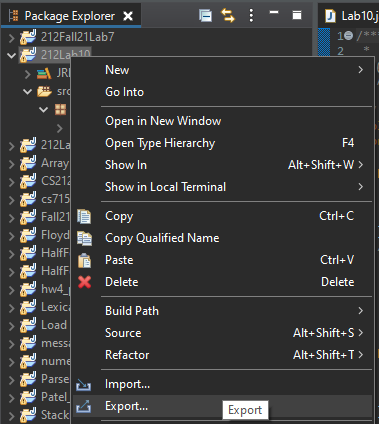 Package Explorer
Lab10.j
212Fall21Lab7
212Lab10
1
/**
2
*
JRE
src
New
Go Into
Open in New Window
Open Type Hierarchy F4
Show In Alt+Shift+W
Show in Local Terminal
Copy Ctrl+C
Copy Qualified Name
Paste Ctrl+V
Delete Delete
Build Path
Source Alt+Shift+S
Refactor Alt+Shift+T
Import...
Export...
Export
212La
Array
CS212
cs715
Fall21
Floyd
HalfF
HalfF
hw4_p
Lexica
Load
messa
nume
Parse
Patel_
Stack